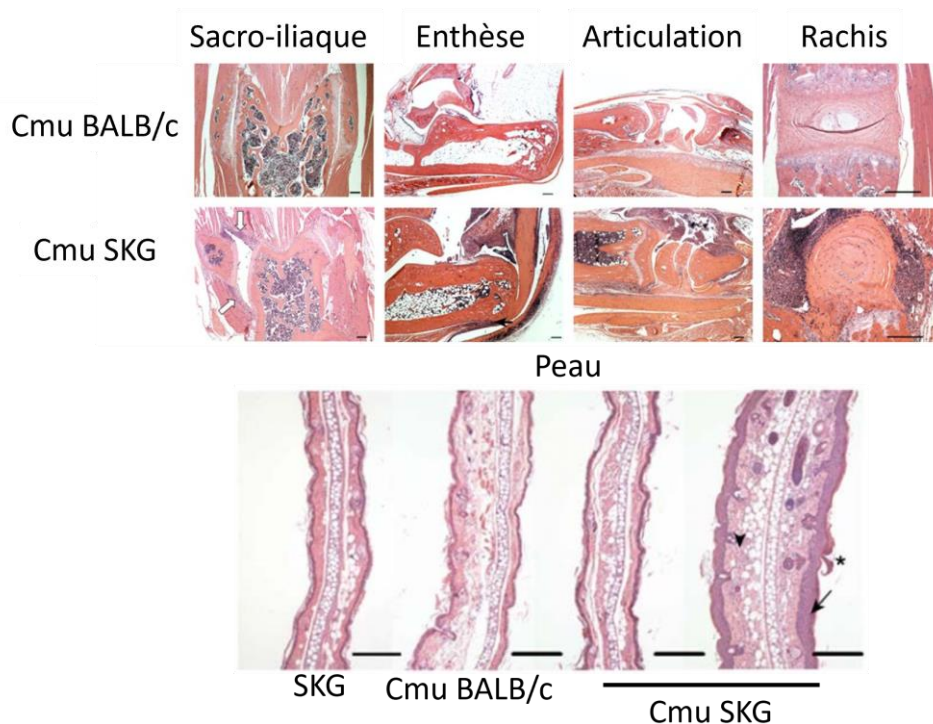 Sacro-iliaque Enthèse Articulation Rachis
Cmu BALB/c
Cmu SKG
Peau
*
SKG Cmu BALB/c
Cmu SKG